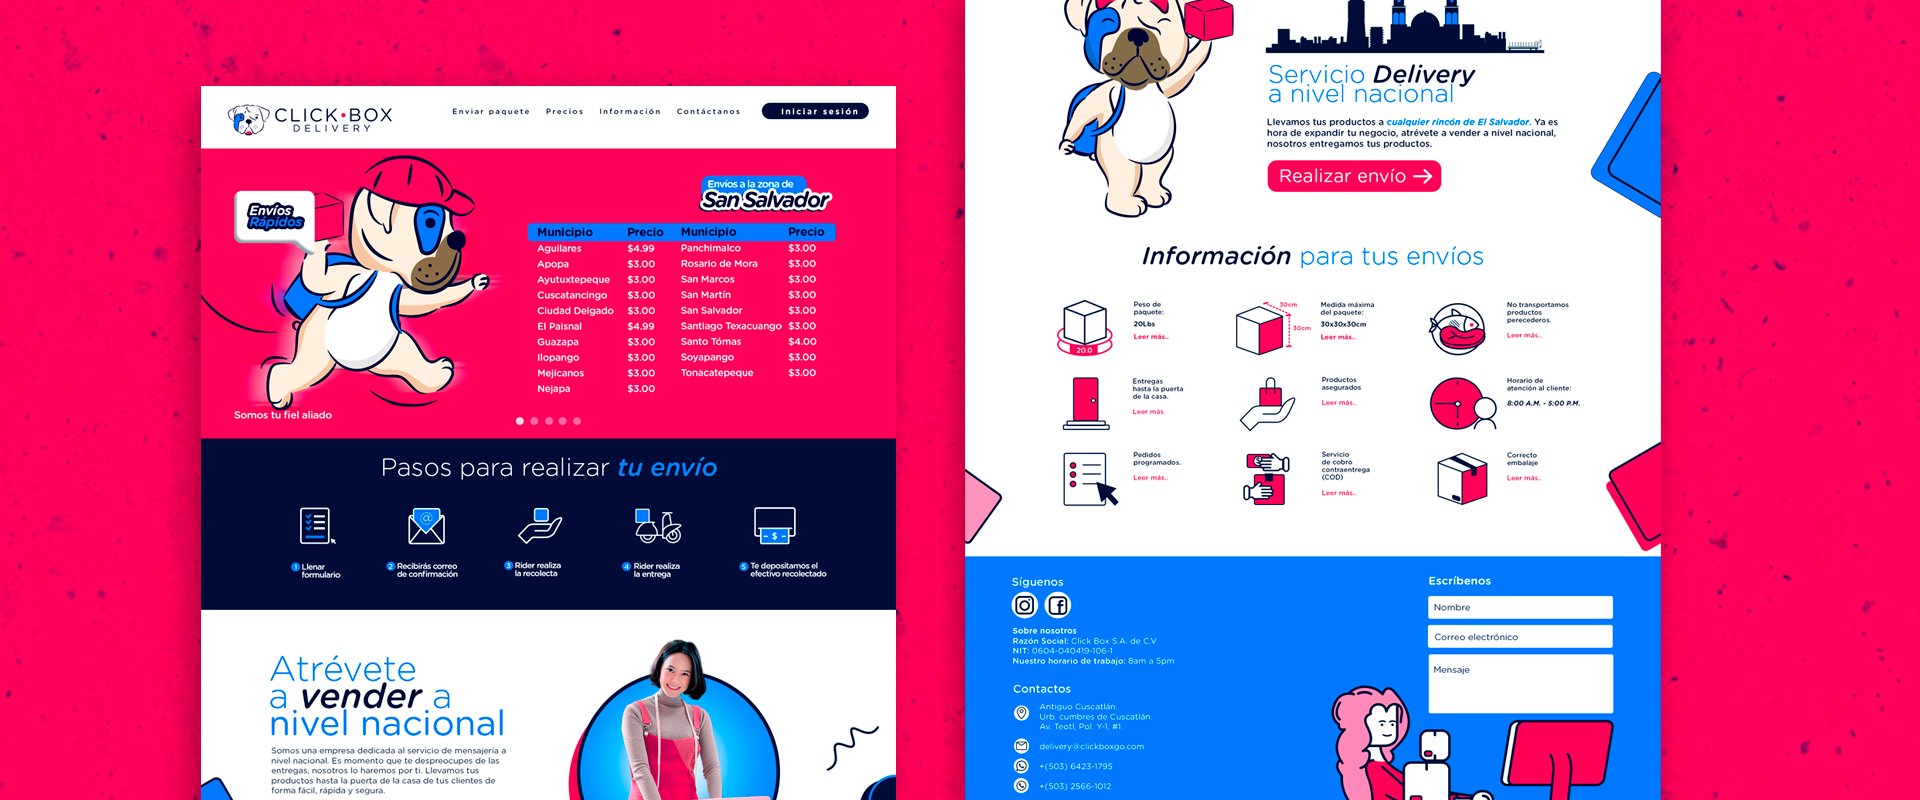 CLICK•BOX
DELIVERY
Enviar paquete
Precios
Información
Contáctanos
Iniciar sesión
Envíos
Rápidos
Somos tu fiel aliado
Envíos a la zona de
San Salvador
Municipio Precio Municipio Precio
Aguilares $4.99 Panchimalco $3.00
Apopa $3.00 Rosario de Mora $3.00
Ayutuxtepeque $3.00 San Marcos $3.00
Cuscatancingo $3.00 San Martín $3.00
Ciudad Delgado $3.00 San Salvador $3.00
El Paisnal $4.99 Santiago Texacuango $3.00
Guazapa $3.00 Santo Tómas $4.00
Ilopango $3.00 Soyapango $3.00
Mejicanos $3.00 Tonacatepeque $3.00
Nejapa $3.00
Pasos para realizar tu envío
@
$
1 Llenar
formulario
2 Recibirás correo
de confirmación
3 Rider realiza
la recolecta
4 Rider realiza
la entrega
5 Te depositamos el
efectivo recolectado
Atrévete
a vender a
nivel nacional
Somos una empresa dedicada al servicio de mensajería a
nivel nacional. Es momento que te despreocupes de las
entregas, nosotros lo haremos por ti. Llevamos tus
productos hasta la puerta de la casa de tus clientes de
forma fácil, rápida y segura.
Servicio Delivery
a nivel nacional
Llevamos tus productos a cualquier rincón de El Salvador. Ya es
hora de expandir tu negocio, atrévete a vender a nivel nacional,
nosotros entregamos tus productos.
Realizar envío →
Información para tus envíos
20.0
Peso de
paquete:
20Lbs
Leer más..
30cm
30cm
Medida máxima
del paquete:
30x30x30cm
Leer más..
No transportamos
productos
perecederos.
Leer más..
Entregas
hasta la puerta
de la casa.
Leer más
Productos
asegurados
Leer más..
Horario de
atención al cliente:
8:00 A.M. - 5:00 P.M.
Pedidos
programados.
Leer más..
Servicio
de cobro
contraentrega
(COD)
Leer más..
Correcto
embalaje
Leer más..
Síguenos
Sobre nosotros
Razón Social: Click Box S.A. de C.V
NIT: 0604-040419-106-1
Nuestro horario de trabajo: 8am a 5pm
Contactos
Antiguo Cuscatlán.
Urb. cumbres de Cuscatlán.
Av. Teotl, Pol. Y-1, #1.
delivery@clickboxgo.com
+(503) 6423-1795
+(503) 2566-1012
Escríbenos
Nombre
Correo electrónico
Mensaje